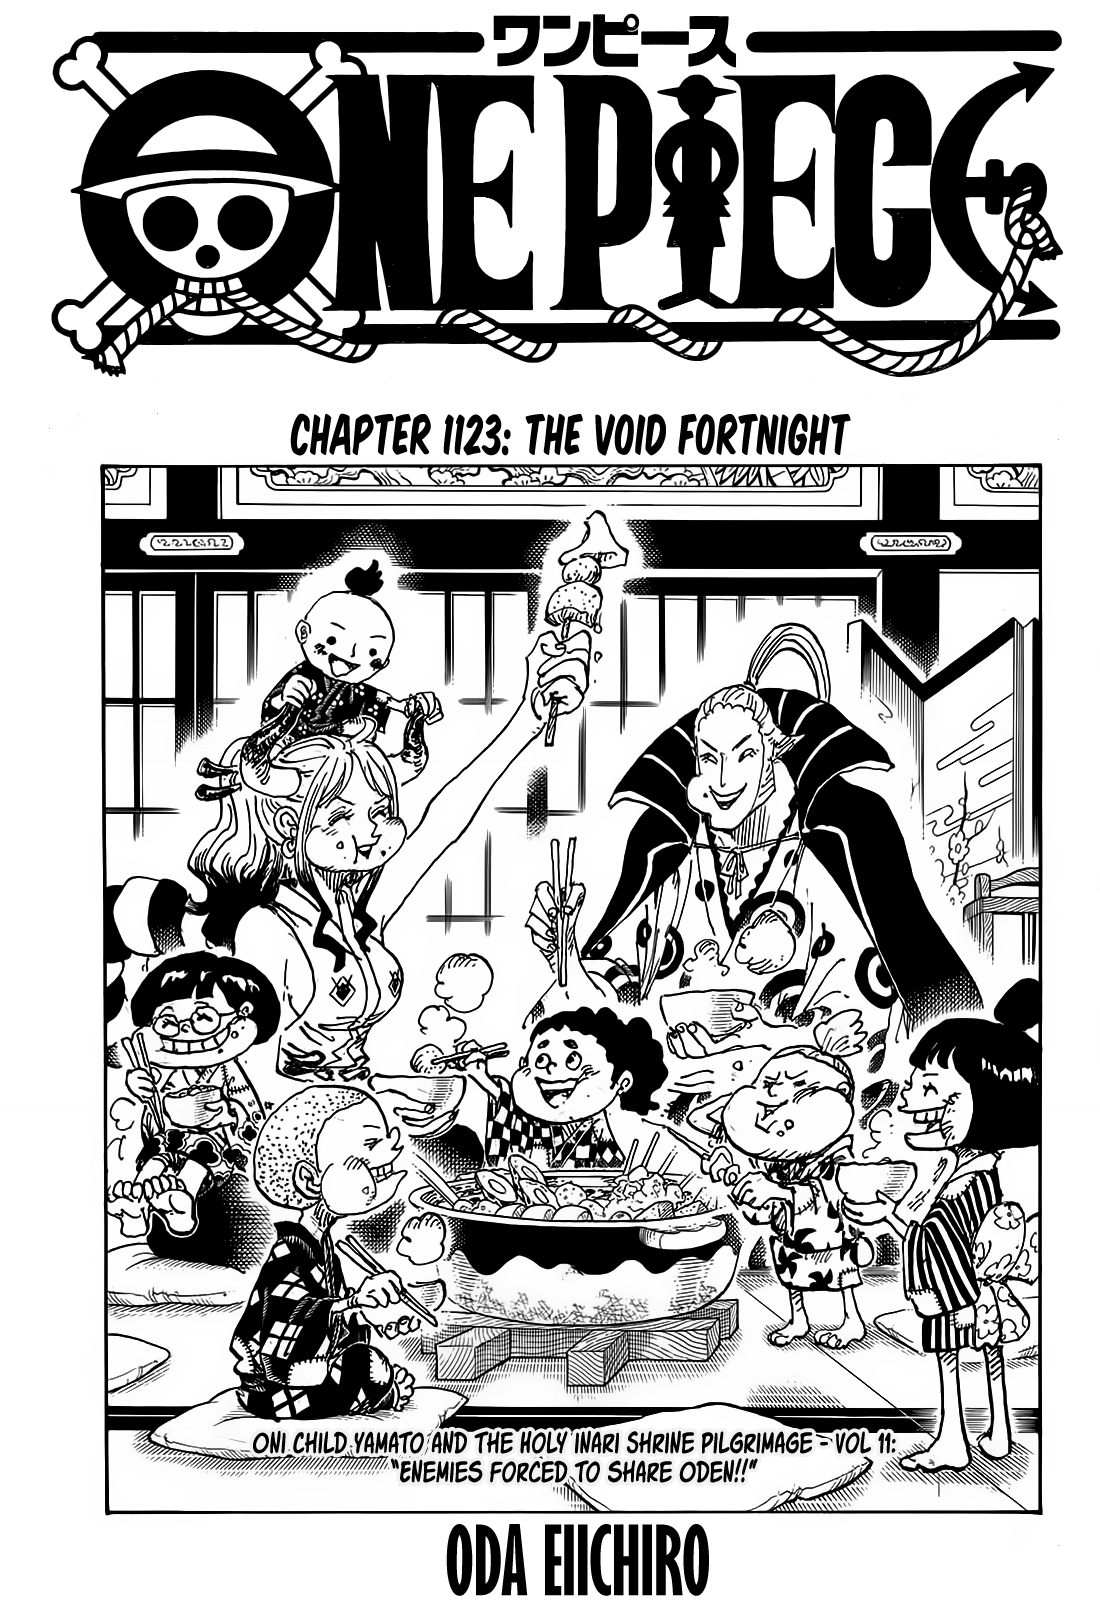 ワンピース
ONE PIECE
CHAPTER 1123: THE VOID FORTNIGHT
ONI CHILD YAMATO AND THE HOLY INARI SHRINE PILGRIMAGE - VOL 11:
"ENEMIES FORCED TO SHARE ODEN!!"
ODA EIICHIRO